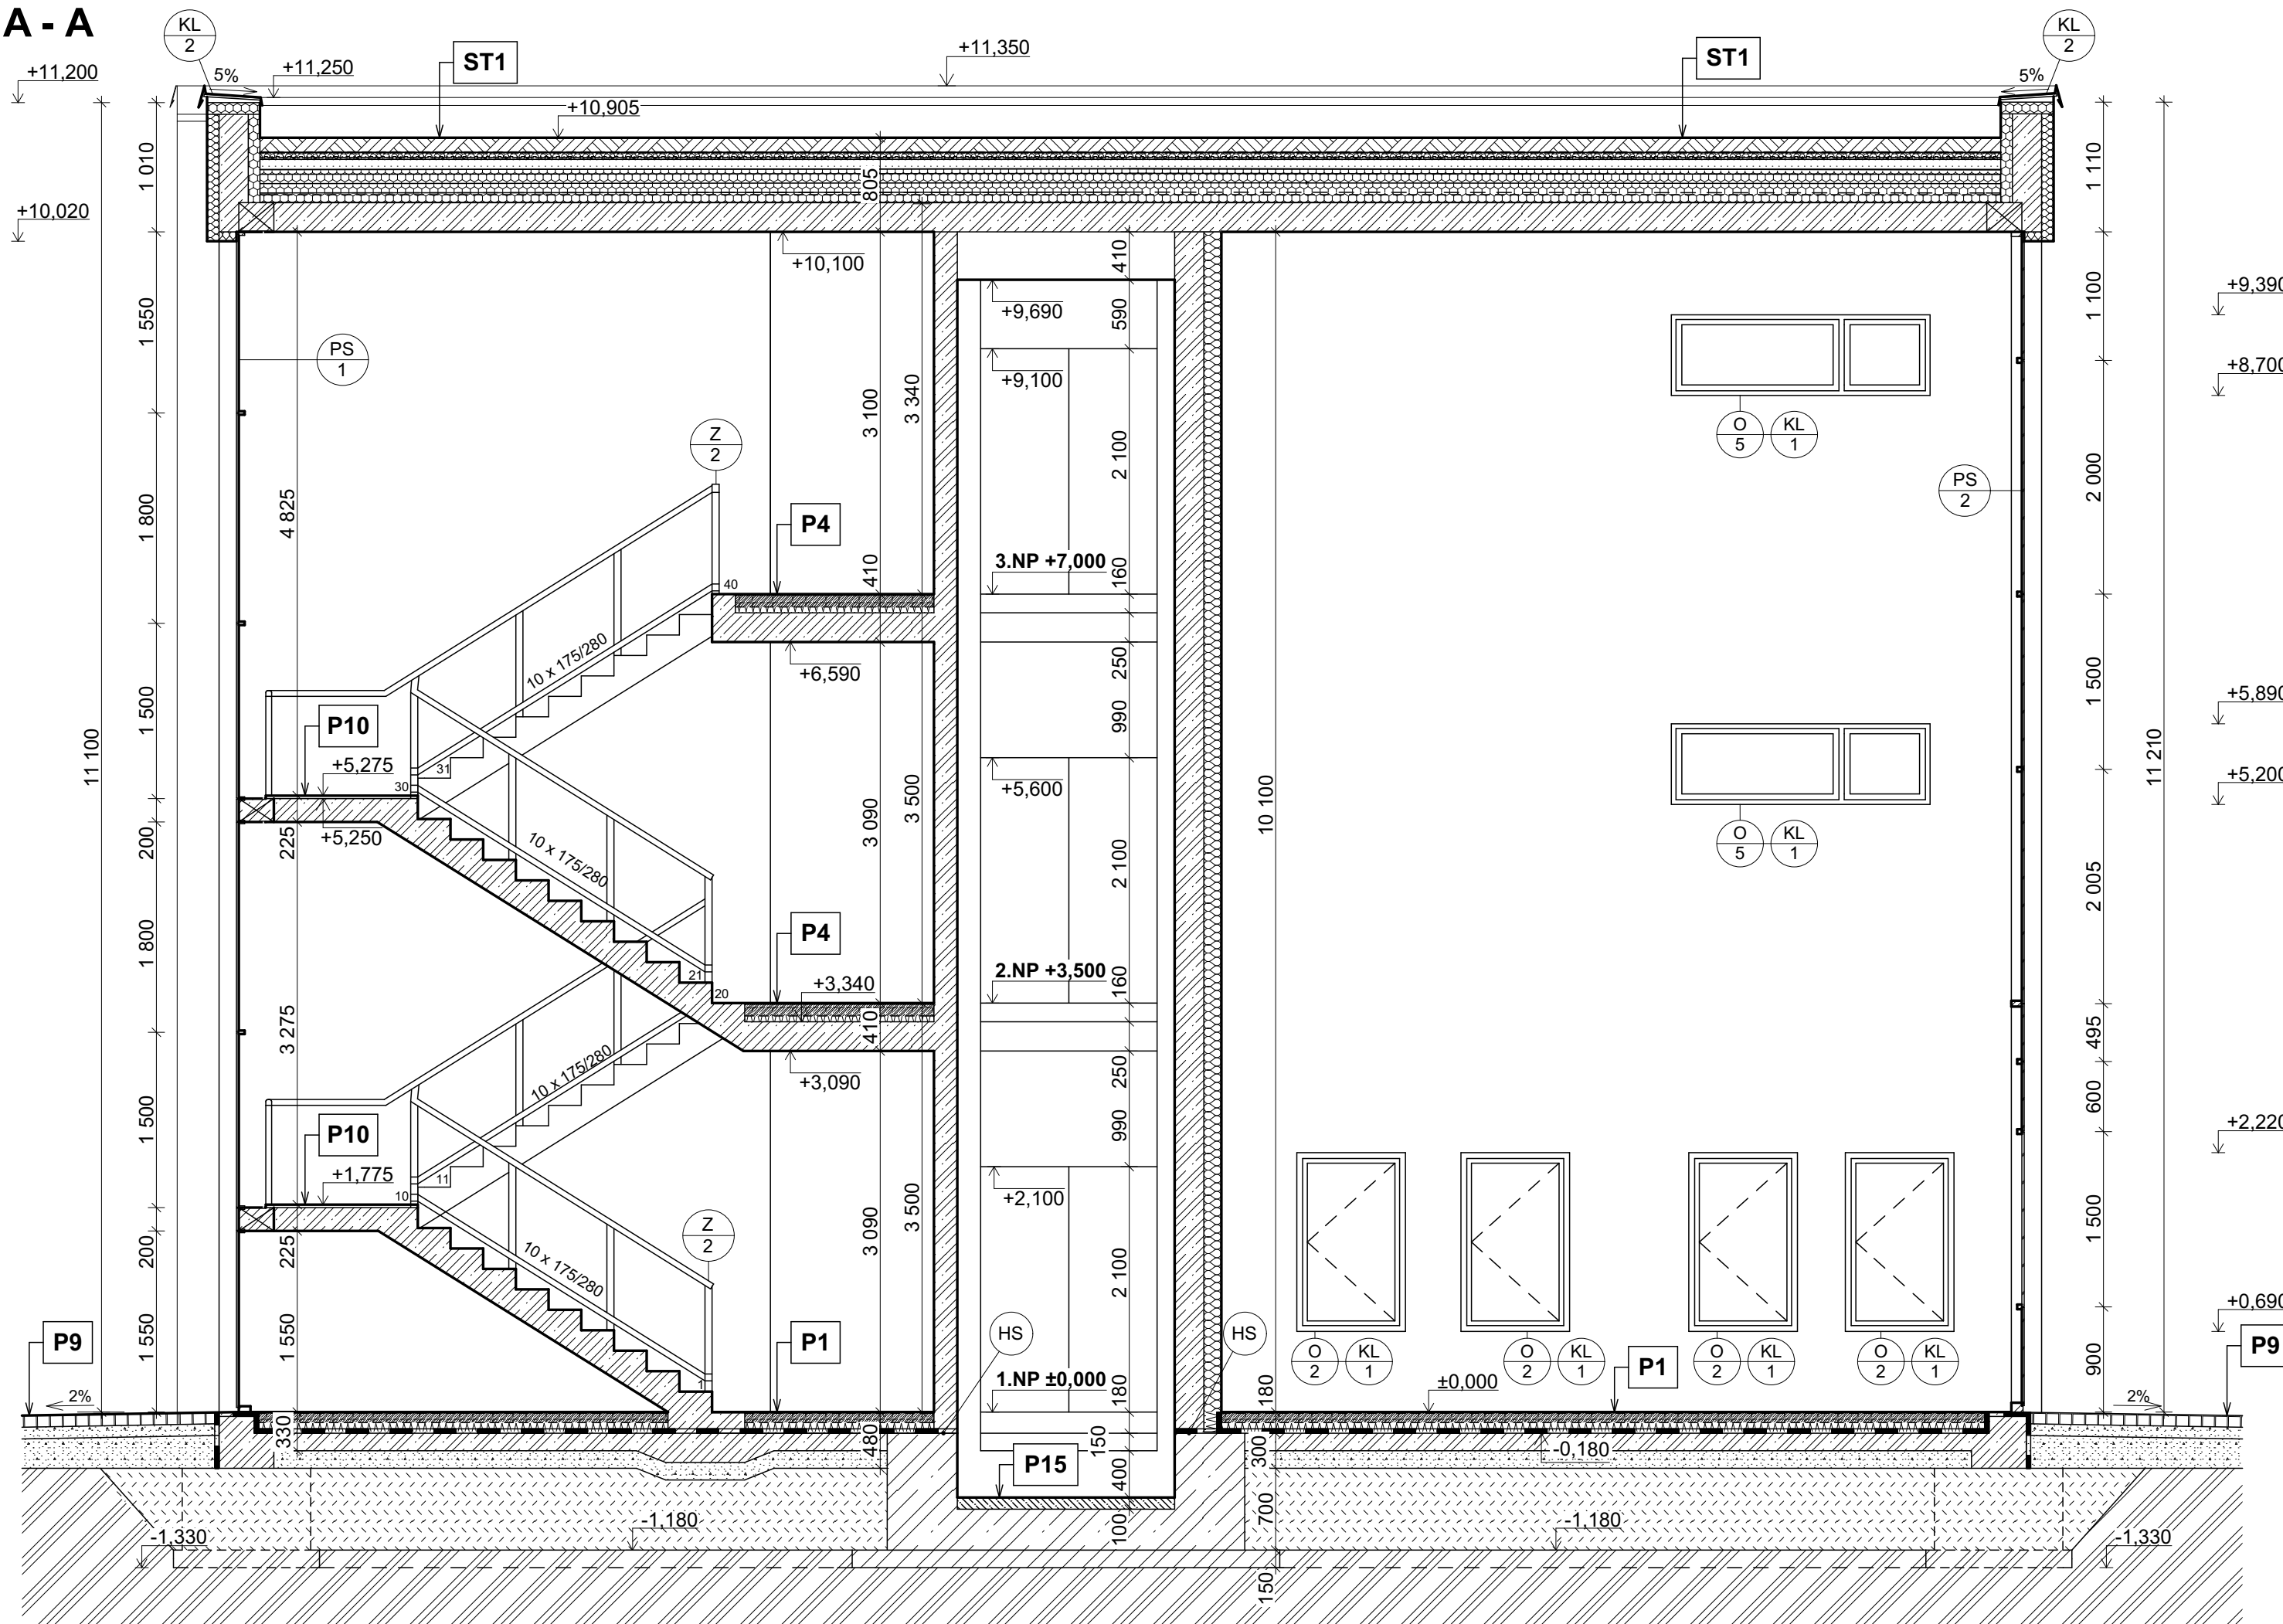 A - A
KL
2
KL
2
+11,200
5%
+11,250
ST1
+11,350
ST1
5%
+10,905
1 010
805
1 110
+10,020
+10,100
410
+9,690
590
1 100
+9,390
1 550
PS
1
+9,100
+8,700
3 100
3 340
O
5
KL
1
Z
2
2 100
2 000
PS
2
1 800
4 825
P4
410
3.NP +7,000
160
40
10 x 175/280
+6,590
250
1 500
1 500
P10
+5,275
990
+5,890
31
30
11 100
11 210
+5,600
+5,200
+5,250
200
225
3 090
3 500
10 100
O
5
KL
1
10 x 175/280
2 100
2 005
1 800
P4
21
20
+3,340
2.NP +3,500
160
3 275
410
495
10 x 175/280
+3,090
250
600
1 500
P10
990
+2,220
+1,775
11
10
+2,100
200
225
Z
2
3 090
3 500
1 500
10 x 175/280
2 100
+0,690
P9
1 550
1 550
P1
HS
HS
O
2
KL
1
O
2
KL
1
O
2
KL
1
O
2
KL
1
P1
900
P9
2%
1
1.NP ±0,000
180
180
±0,000
2%
330
480
150
300
-0,180
P15
400
700
-1,330
-1,180
100
-1,180
-1,330
150